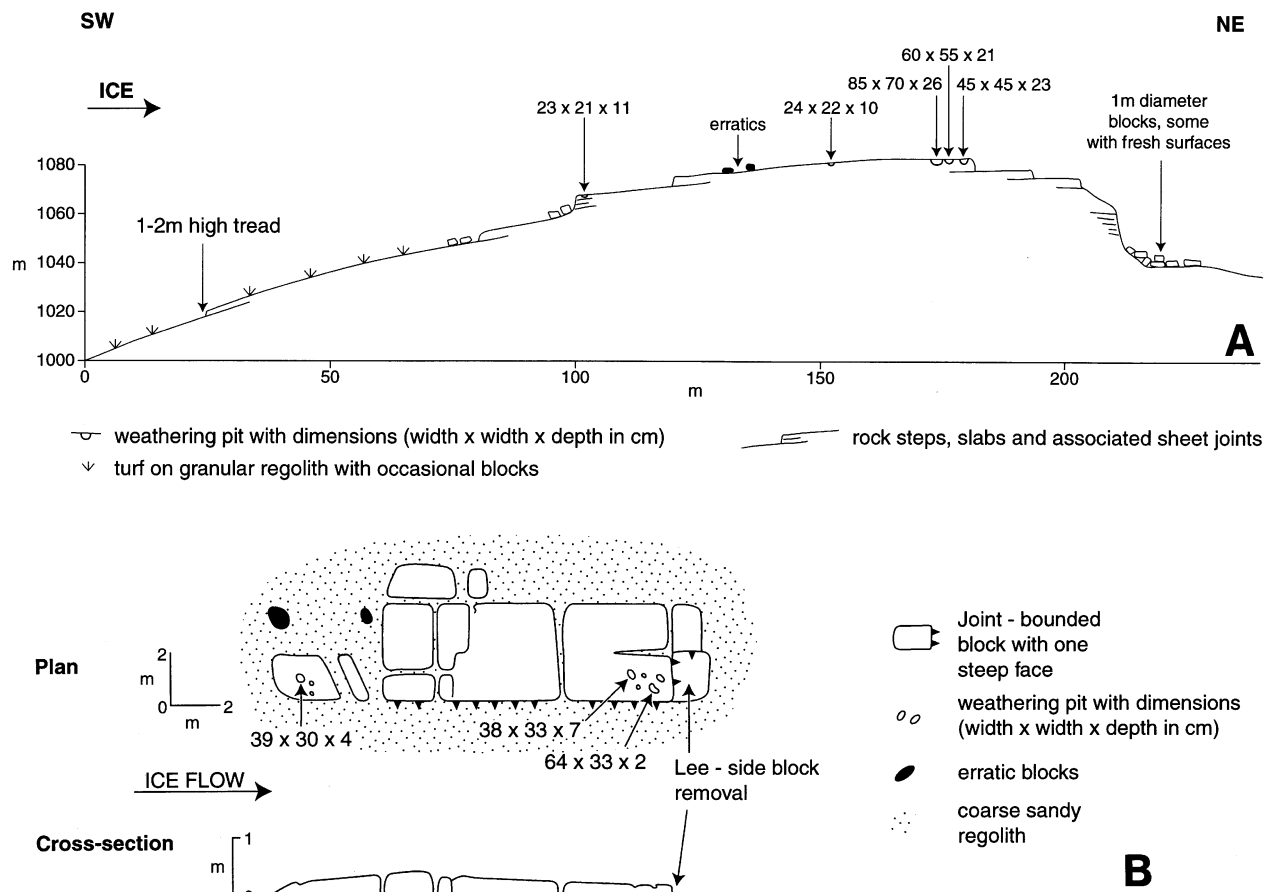 SW
NE
ICE
60 x 55 x 21
85 x 70 x 26
45 x 45 x 23
23 x 21 x 11
24 x 22 x 10
erratics
1m diameter
blocks, some
with fresh surfaces
1-2m high tread
1080
1060
m
1040
1020
1000
0
50
100
150
200
m
A
weathering pit with dimensions (width x width x depth in cm)
rock steps, slabs and associated sheet joints
turf on granular regolith with occasional blocks
Plan
2
m
0
m
2
39 x 30 x 4
38 x 33 x 7
64 x 33 x 2
Lee - side block
removal
ICE FLOW
Joint - bounded
block with one
steep face
weathering pit with dimensions
(width x width x depth in cm)
erratic blocks
coarse sandy
regolith
Cross-section
1
m
B